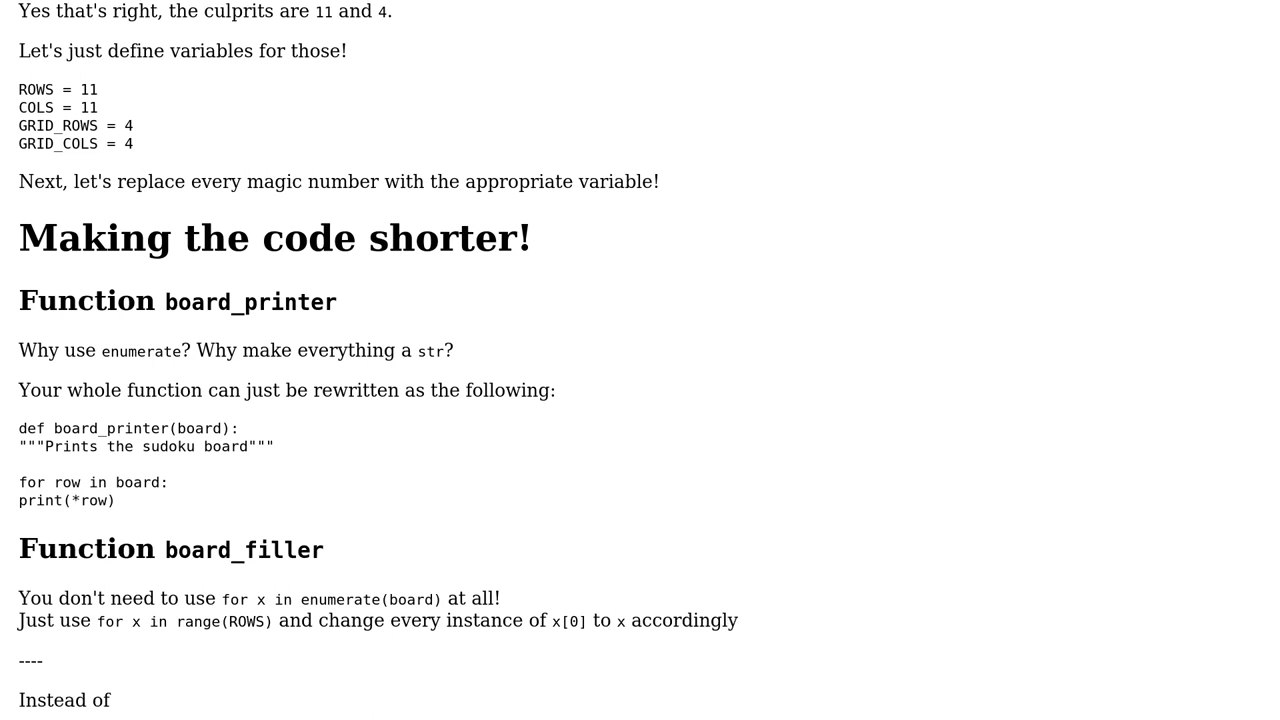 Yes that's right, the culprits are 11 and 4.
Let's just define variables for those!
ROWS = 11
COLS = 11
GRID_ROWS = 4
GRID_COLS = 4
Next, let's replace every magic number with the appropriate variable!
Making the code shorter!
Function board_printer
Why use enumerate? Why make everything a str?
Your whole function can just be rewritten as the following:
def board_printer(board):
"""Prints the sudoku board"""
for row in board:
print(*row)
Function board_filler
You don't need to use for x in enumerate(board) at all!
Just use for x in range(ROWS) and change every instance of x[0] to x accordingly
----
Instead of